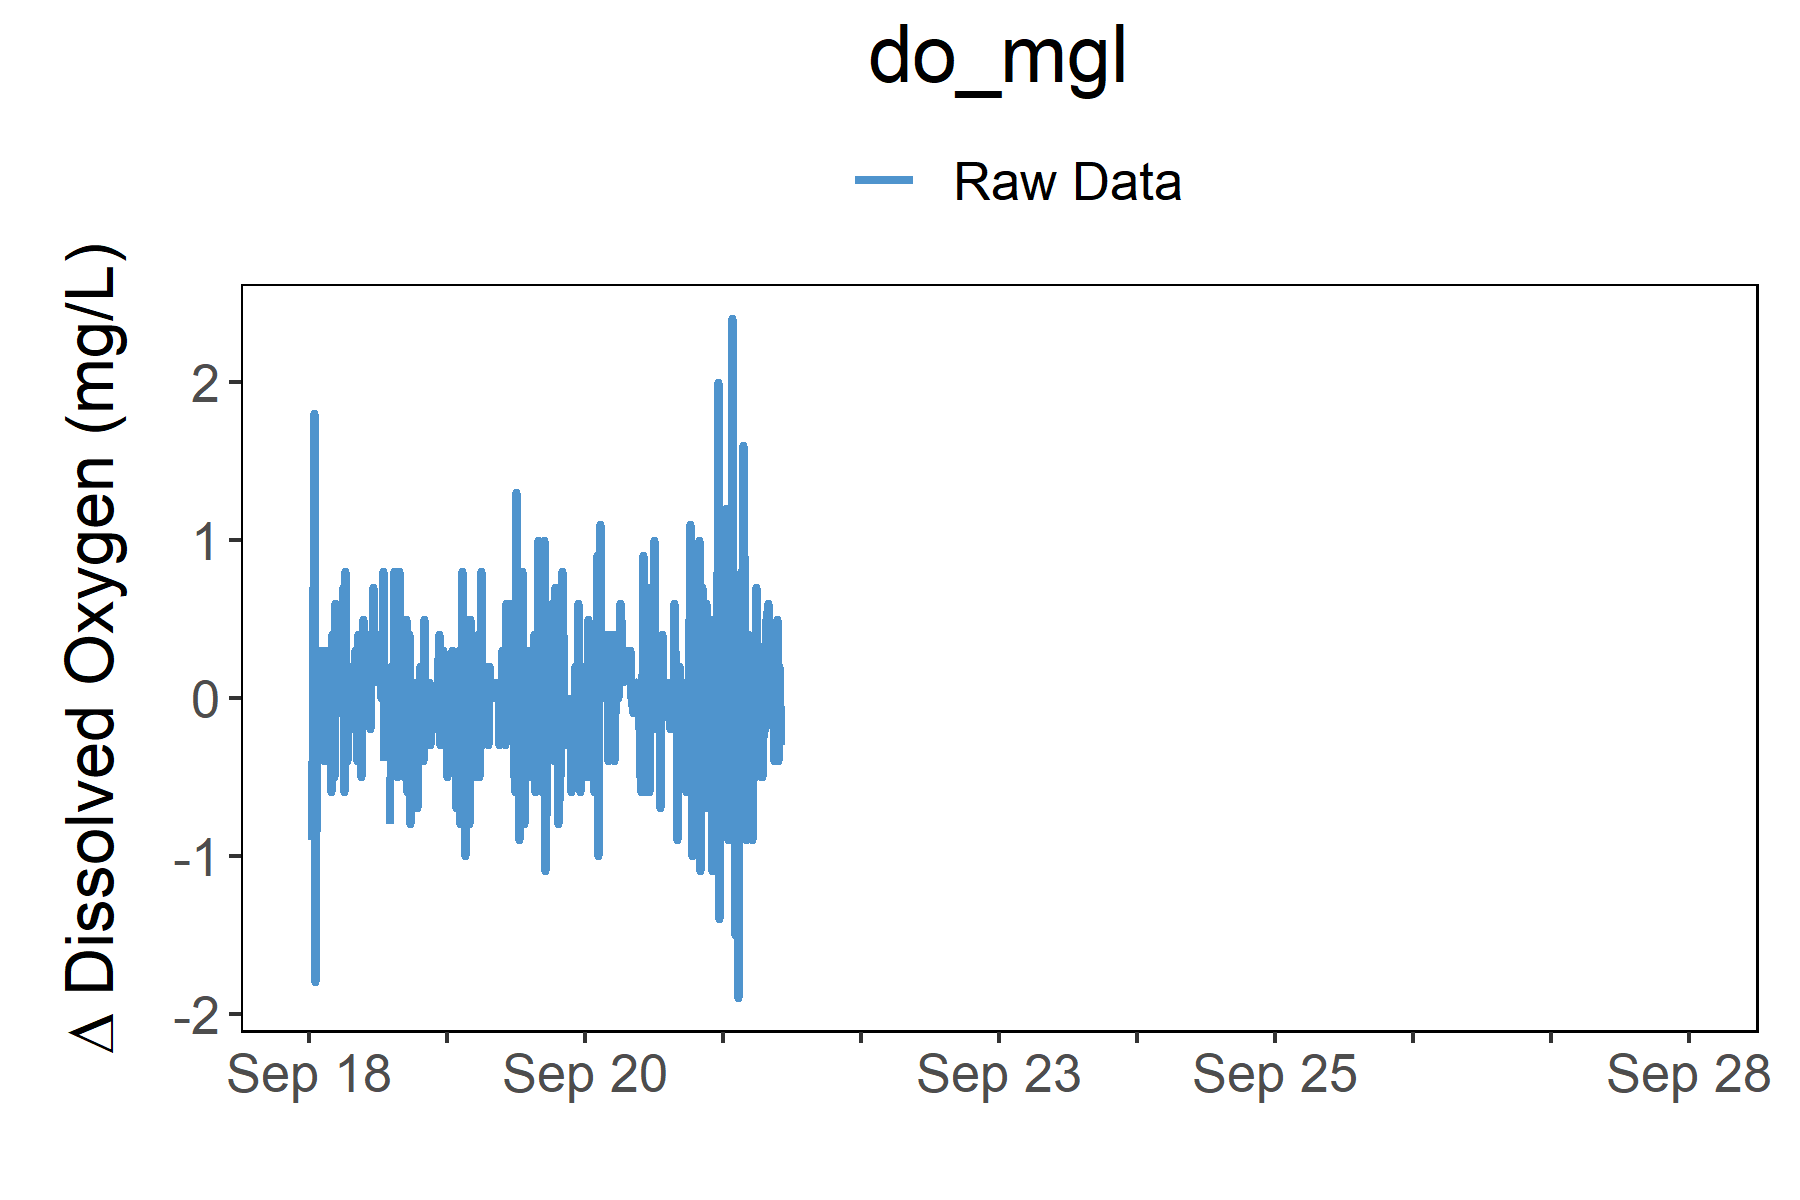 do_mgl
Raw Data
Δ Dissolved Oxygen (mg/L)
2
1
0
-1
-2
Sep 18 Sep 20 Sep 23 Sep 25 Sep 28